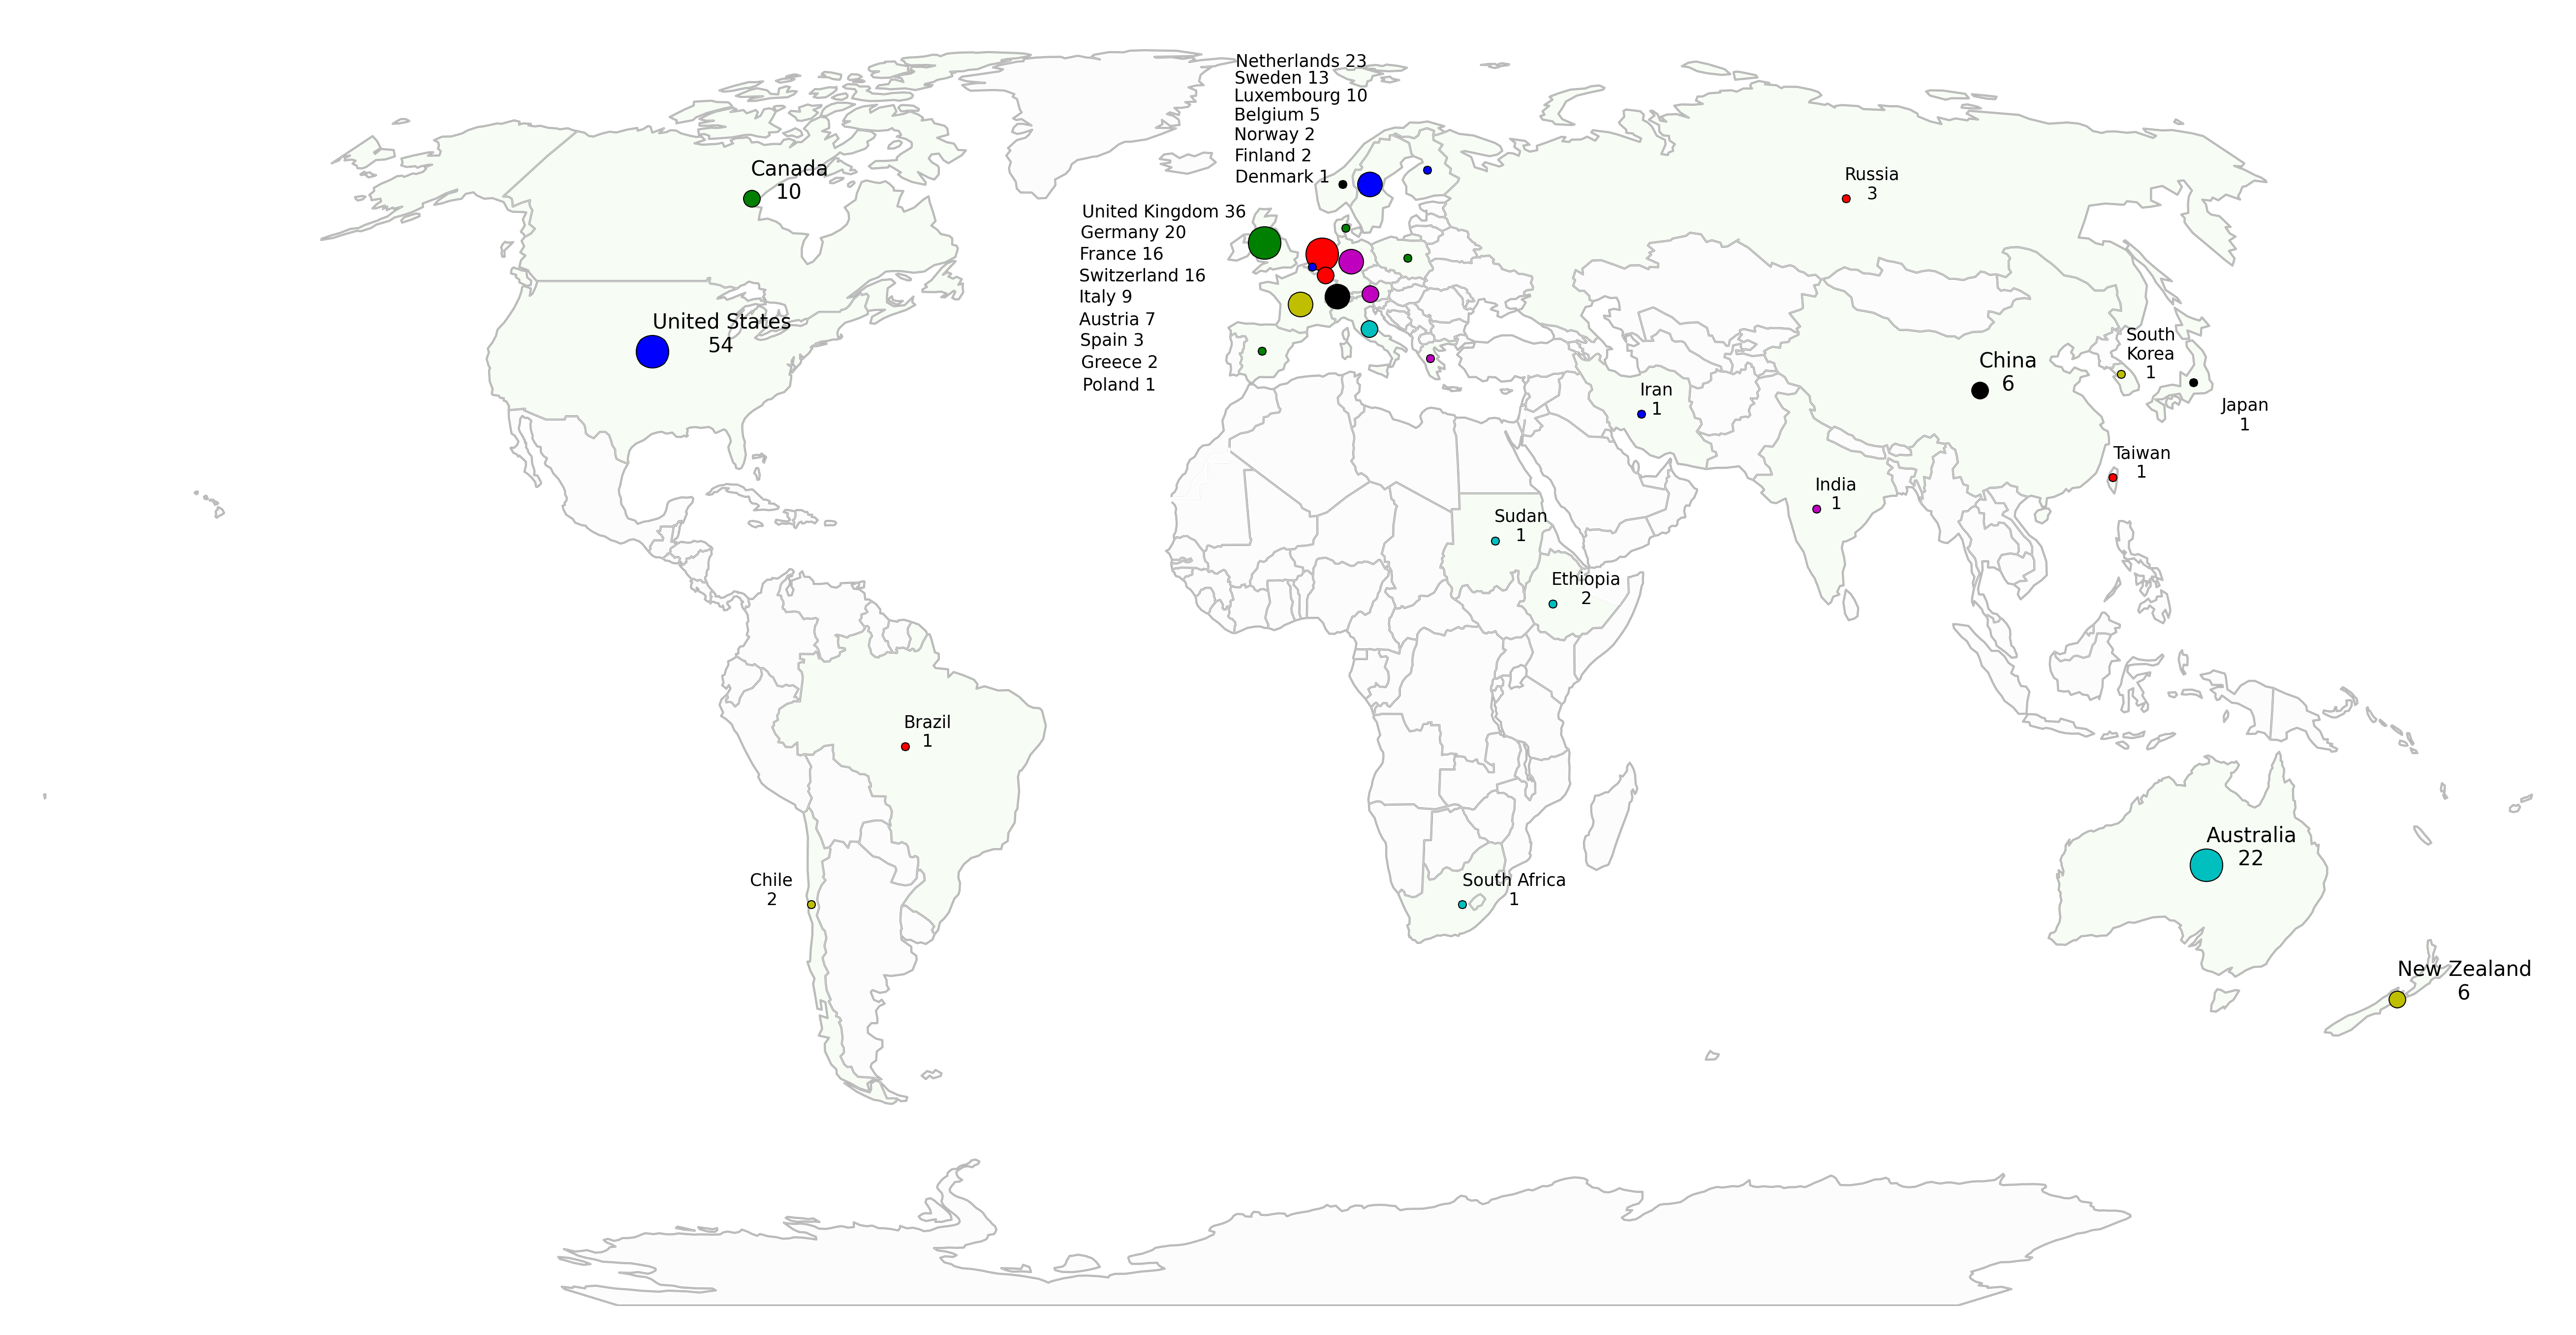 Netherlands 23
Sweden 13
Luxembourg 10
Belgium 5
Norway 2
Finland 2
Denmark 1
Canada
10
Russia
3
United Kingdom 36
Germany 20
France 16
Switzerland 16
Italy 9
Austria 7
Spain 3
Greece 2
Poland 1
United States
54
South
Korea
1
China
6
Iran
1
Japan
1
Taiwan
1
India
1
Sudan
1
Ethiopia
2
Brazil
1
Australia
22
Chile
2
South Africa
1
New Zealand
6